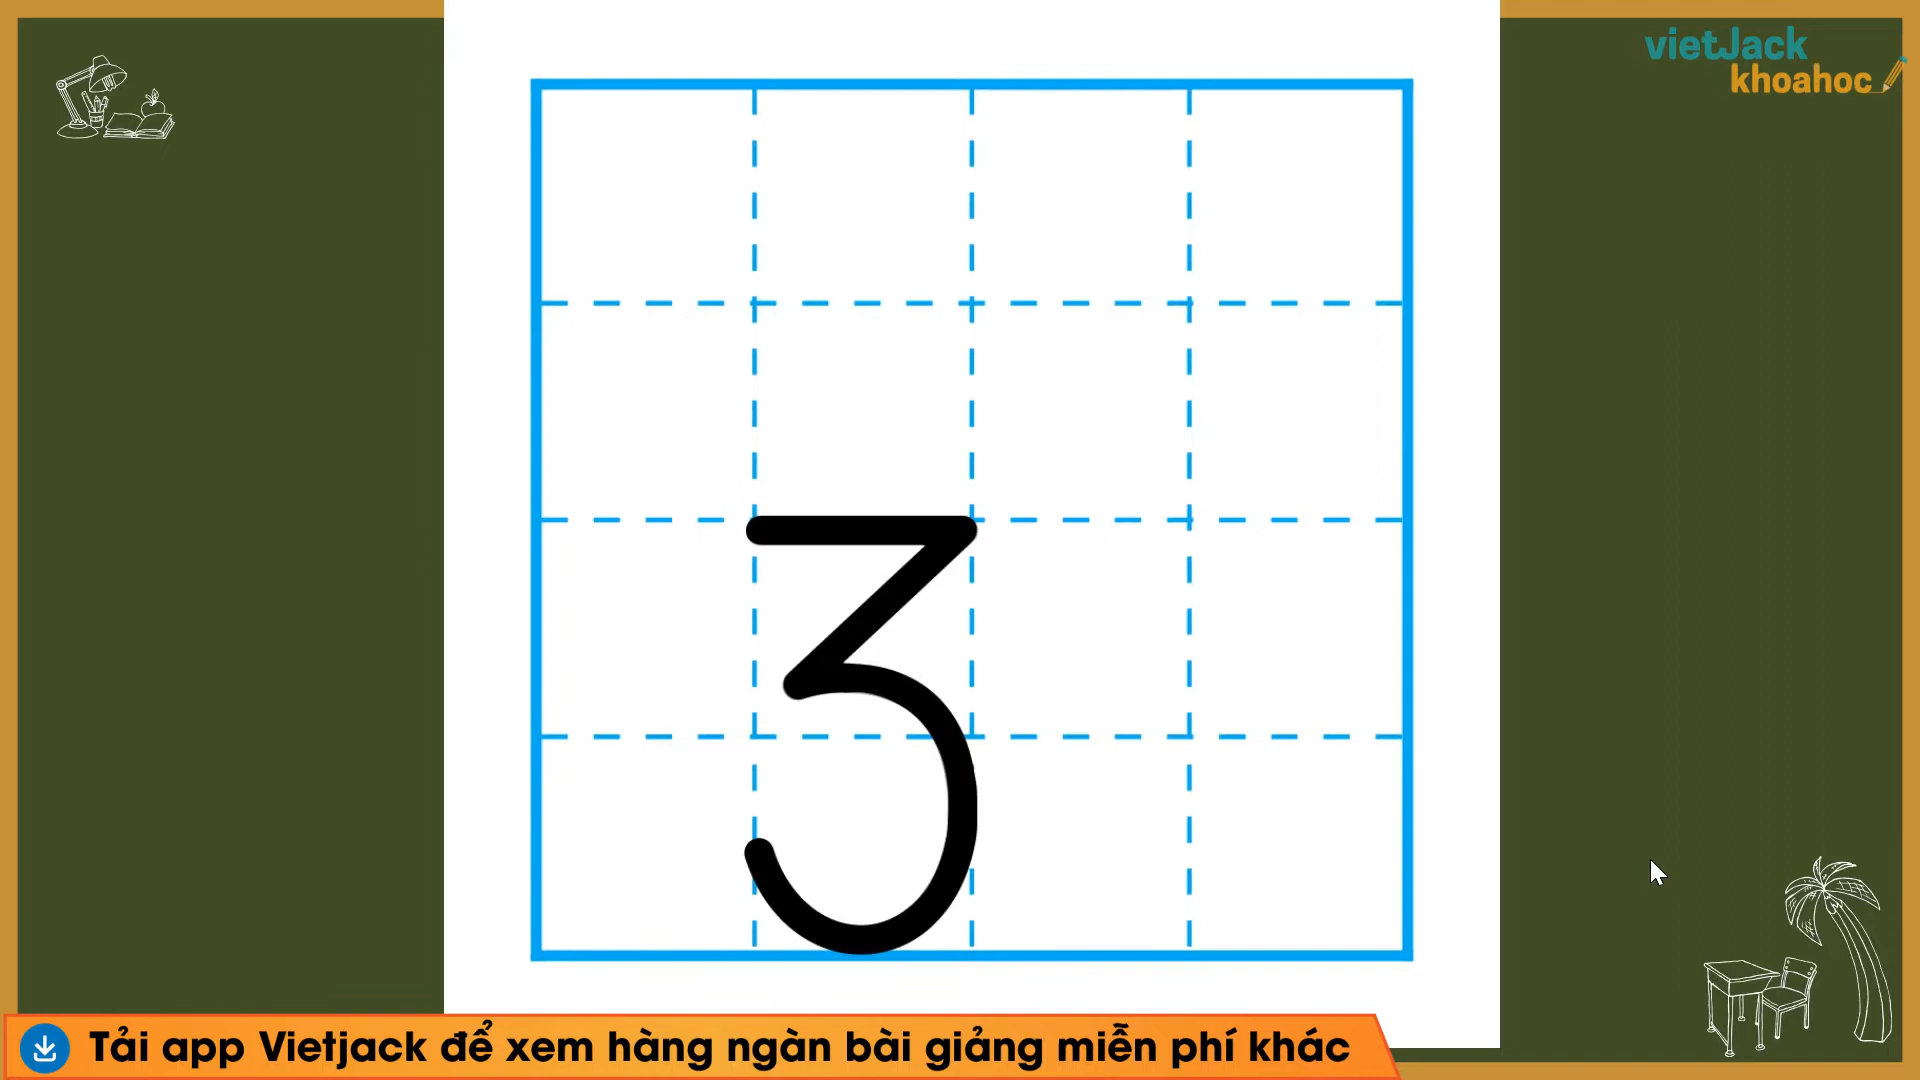 vietJack
khoahoc
3
Tải app Vietjack để xem hàng ngàn bài giảng miễn phí khác